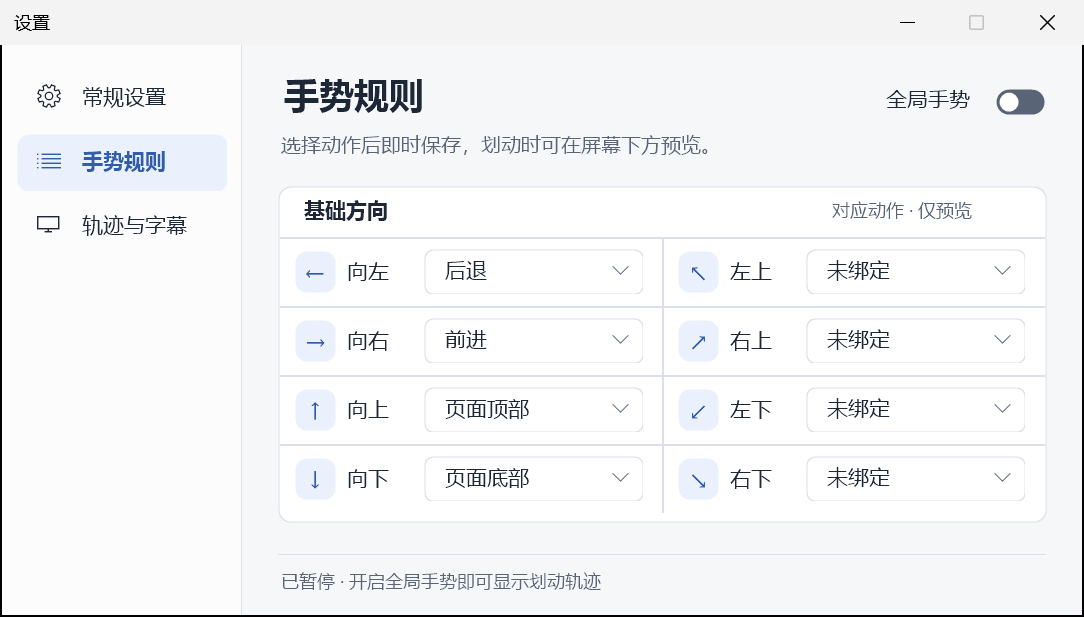 设置
常规设置
手势规则
轨迹与字幕
手势规则
全局手势
选择动作后即时保存，划动时可在屏幕下方预览。
基础方向
对应动作 · 仅预览
← 向左 后退
↖ 左上 未绑定
→ 向右 前进
↗ 右上 未绑定
↑ 向上 页面顶部
↙ 左下 未绑定
↓ 向下 页面底部
↘ 右下 未绑定
已暂停 · 开启全局手势即可显示划动轨迹